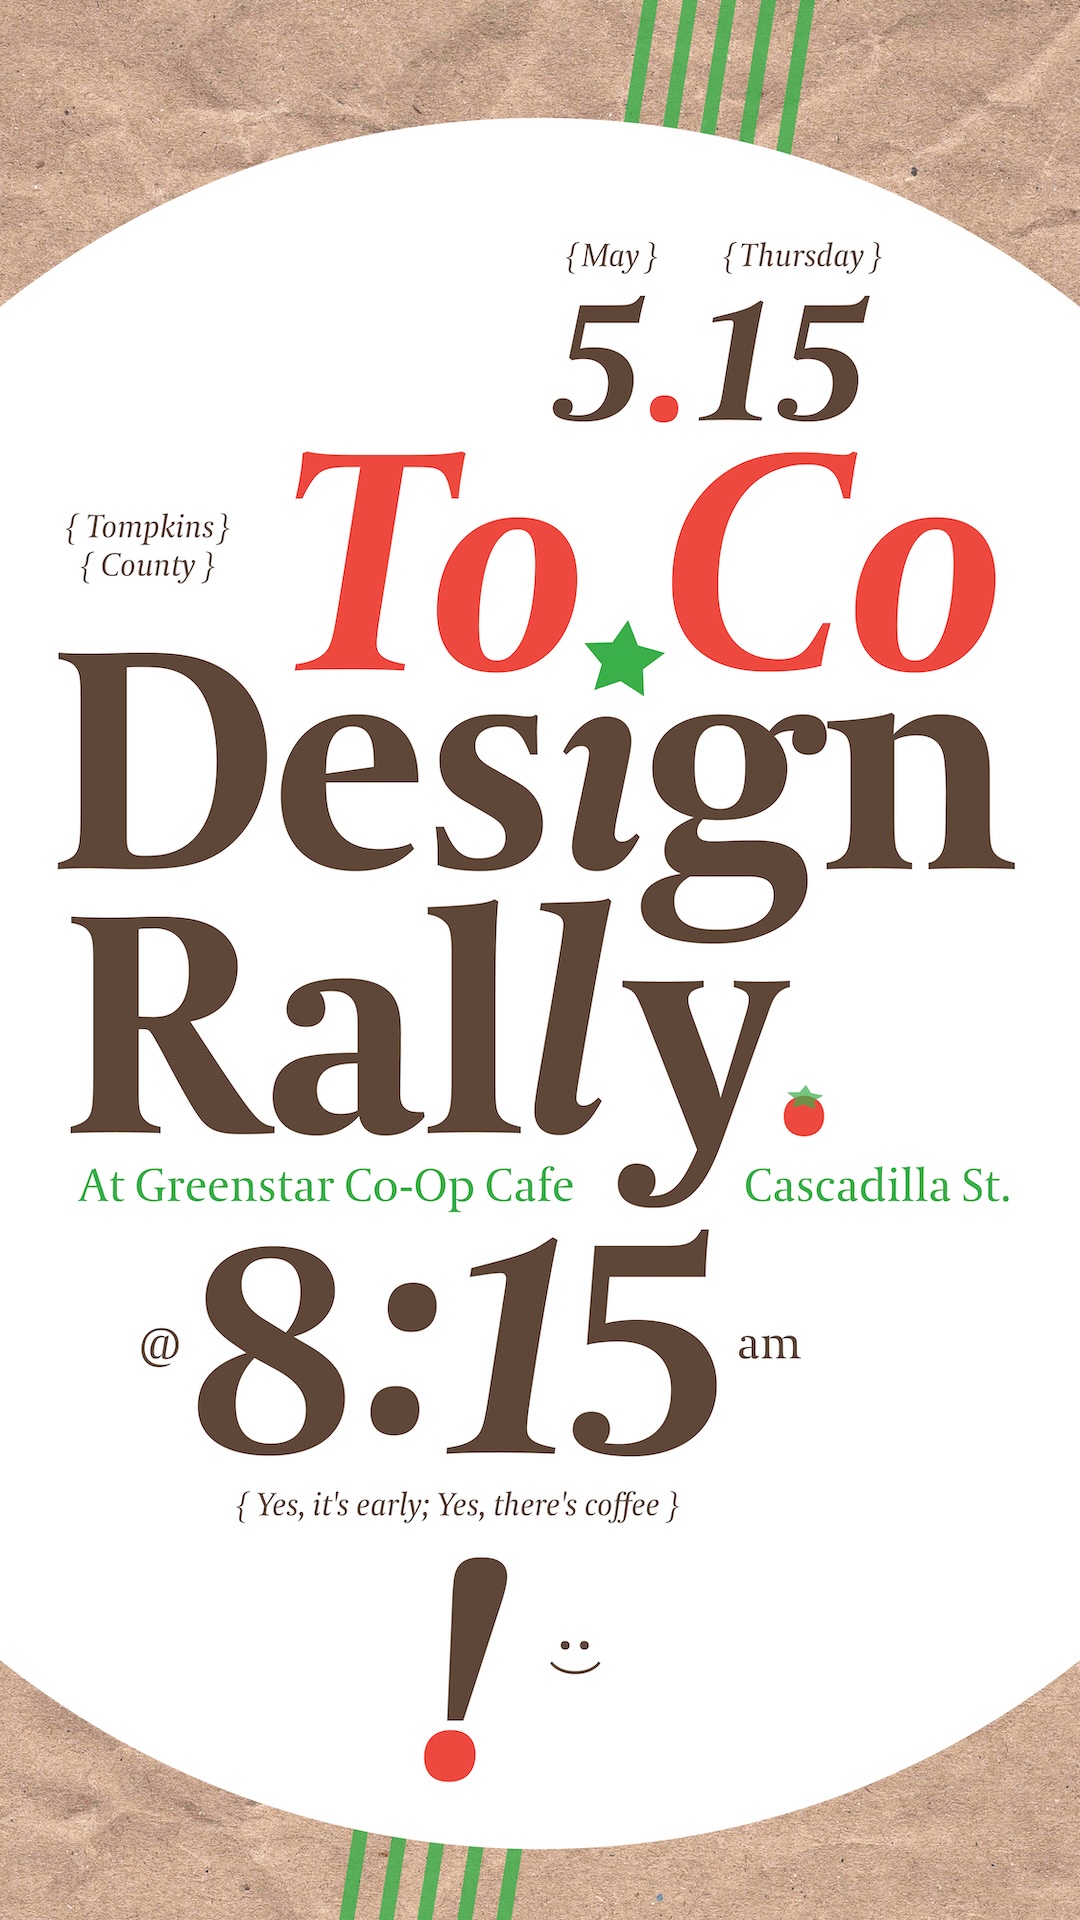 {May} {Thursday}
5.15
To.Co
{ Tompkins}
{ County }
Design
Rally.
At Greenstar Co-Op Cafe Cascadilla St.
@ 8:15 am
{ Yes, it's early; Yes, there's coffee }
!